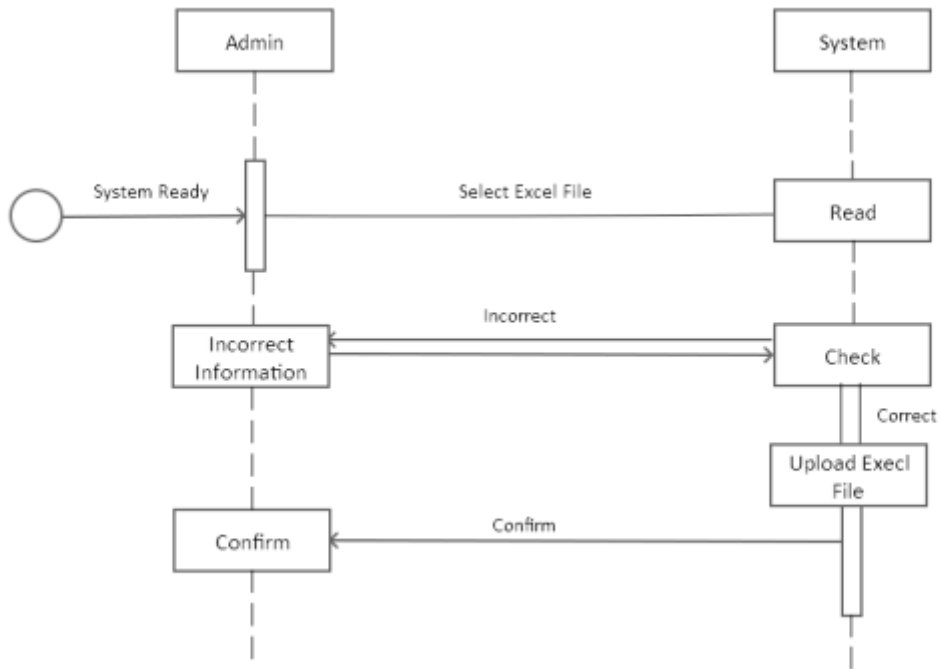 Admin
System
System Ready
Select Excel File
Read
Incorrect
Incorrect
Information
Check
Correct
Upload Execl
File
Confirm
Confirm